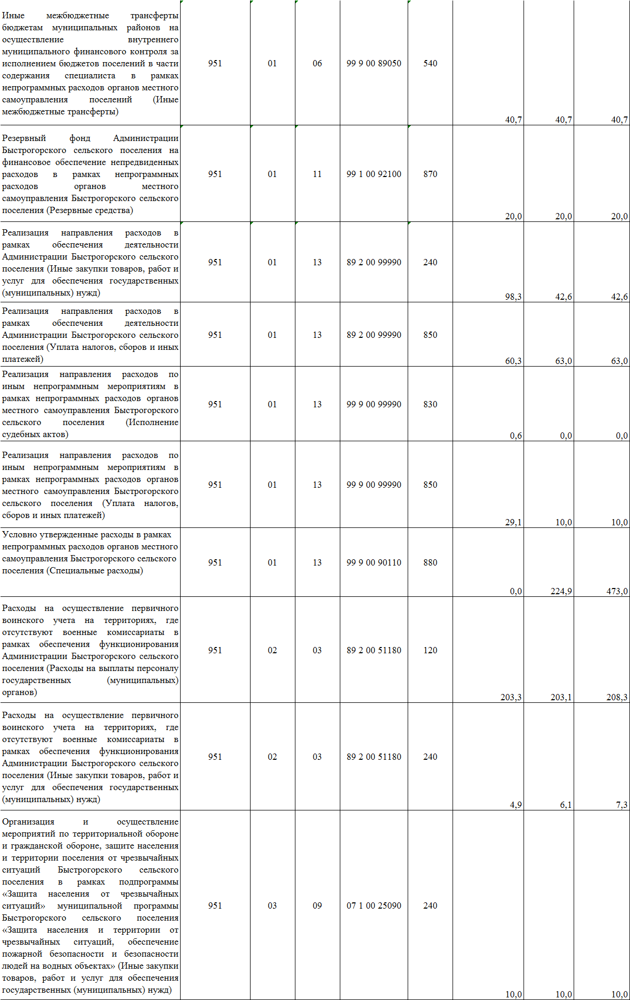 Иные межбюджетные трансферты
бюджетам муниципальных районов на
осуществление внутреннего
муниципального финансового контроля за
исполнением бюджетов поселений в части
содержания специалиста в рамках
непрограммных расходов органов местного
самоуправления поселений (Иные
межбюджетные трансферты)
951 01 06 99 9 00 89050 540
40,7 40,7 40,7
Резервный фонд Администрации
Быстрогорского сельского поселения на
финансовое обеспечение непредвиденных
расходов в рамках непрограммных
расходов органов местного
самоуправления Быстрогорского сельского
поселения (Резервные средства)
951 01 11 99 1 00 92100 870
20,0 20,0 20,0
Реализация направления расходов в
рамках обеспечения деятельности
Администрации Быстрогорского сельского
поселения (Иные закупки товаров, работ и
услуг для обеспечения государственных
(муниципальных) нужд)
951 01 13 89 2 00 99990 240
98,3 42,6 42,6
Реализация направления расходов в
рамках обеспечения деятельности
Администрации Быстрогорского сельского
поселения (Уплата налогов, сборов и иных
платежей)
951 01 13 89 2 00 99990 850
60,3 63,0 63,0
Реализация направления расходов по
иным непрограммным мероприятиям в
рамках непрограммных расходов органов
местного самоуправления Быстрогорского
сельского поселения (Исполнение
судебных актов)
951 01 13 99 9 00 99990 830
0,6 0,0 0,0
Реализация направления расходов по
иным непрограммным мероприятиям в
рамках непрограммных расходов органов
местного самоуправления Быстрогорского
сельского поселения (Уплата налогов,
сборов и иных платежей)
951 01 13 99 9 00 99990 850
29,1 10,0 10,0
Условно утвержденные расходы в рамках
непрограммных расходов органов местного
самоуправления Быстрогорского сельского
поселения (Специальные расходы)
951 01 13 99 9 00 90110 880
0,0 224,9 473,0
Расходы на осуществление первичного
воинского учета на территориях, где
отсутствуют военные комиссариаты в
рамках обеспечения функционирования
Администрации Быстрогорского сельского
поселения (Расходы на выплаты персоналу
государственных (муниципальных)
органов)
951 02 03 89 2 00 51180 120
203,3 203,1 208,3
Расходы на осуществление первичного
воинского учета на территориях, где
отсутствуют военные комиссариаты в
рамках обеспечения функционирования
Администрации Быстрогорского сельского
поселения (Иные закупки товаров, работ и
услуг для обеспечения государственных
(муниципальных) нужд)
951 02 03 89 2 00 51180 240
4,9 6,1 7,3
Организация и осуществление
мероприятий по территориальной обороне
и гражданской обороне, защите населения
и территории поселения от чрезвычайных
ситуаций Быстрогорского сельского
поселения в рамках подпрограммы
«Защита населения от чрезвычайных
ситуаций» муниципальной программы
Быстрогорского сельского поселения
«Защита населения и территории от
чрезвычайных ситуаций, обеспечение
пожарной безопасности и безопасности
людей на водных объектах» (Иные закупки
товаров, работ и услуг для обеспечения
государственных (муниципальных) нужд)
951 03 09 07 1 00 25090 240
10,0 10,0 10,0